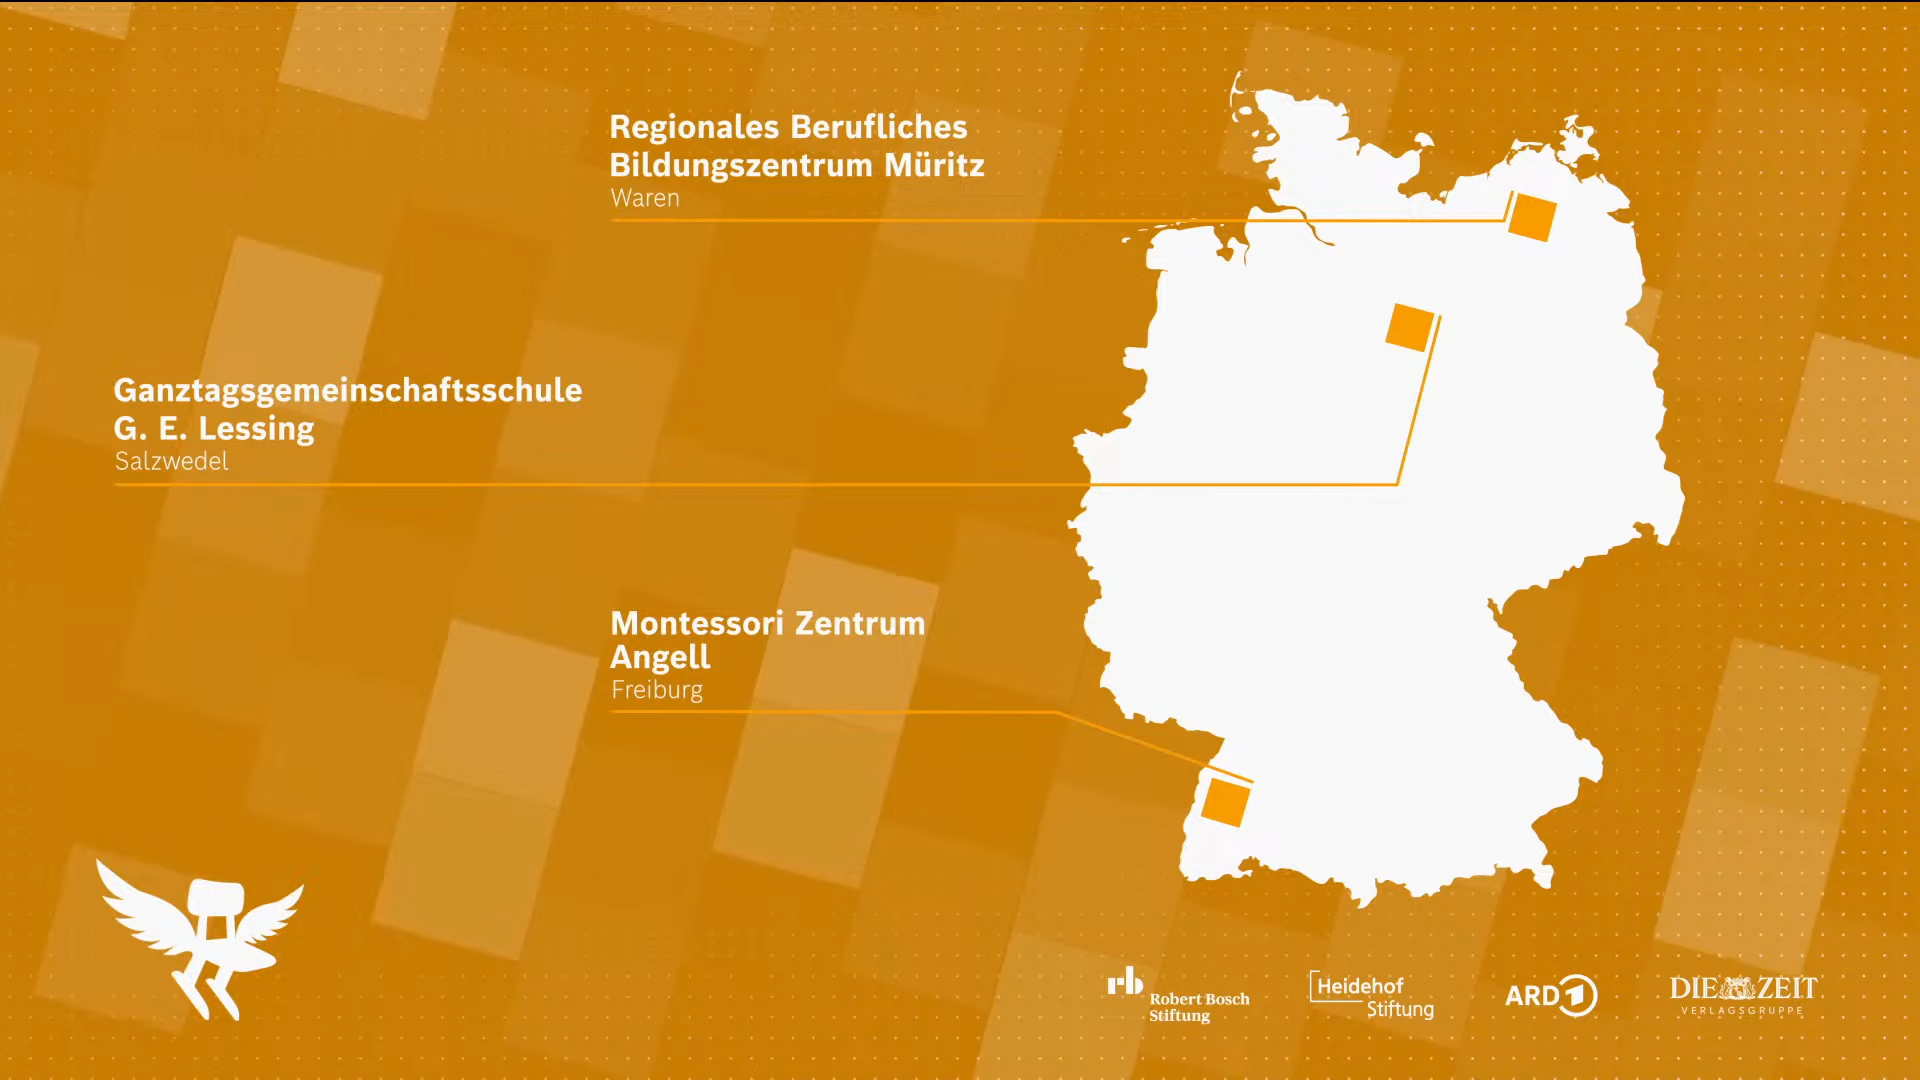 Regionales Berufliches
Bildungszentrum Müritz
Waren
Ganztagsgemeinschaftsschule
G. E. Lessing
Salzwedel
Montessori Zentrum
Angell
Freiburg
Robert Bosch
Stiftung
Heidehof
Stiftung
ARD 1
DIE ZEIT
VERLAGSGRUPPE